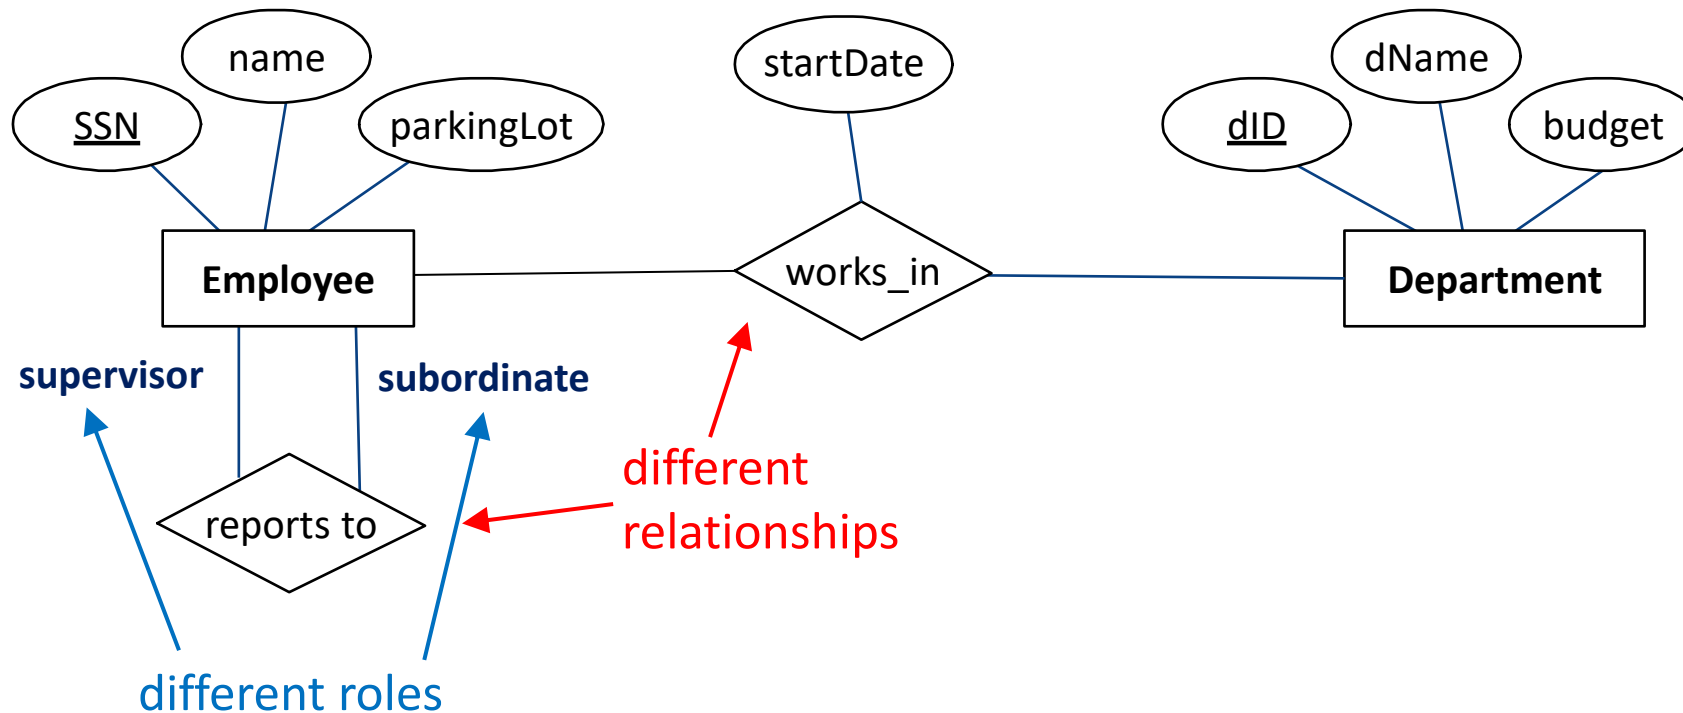 name
startDate
dName
SSN
parkingLot
dID
budget
Employee
works_in
Department
supervisor
subordinate
different
relationships
reports to
different roles